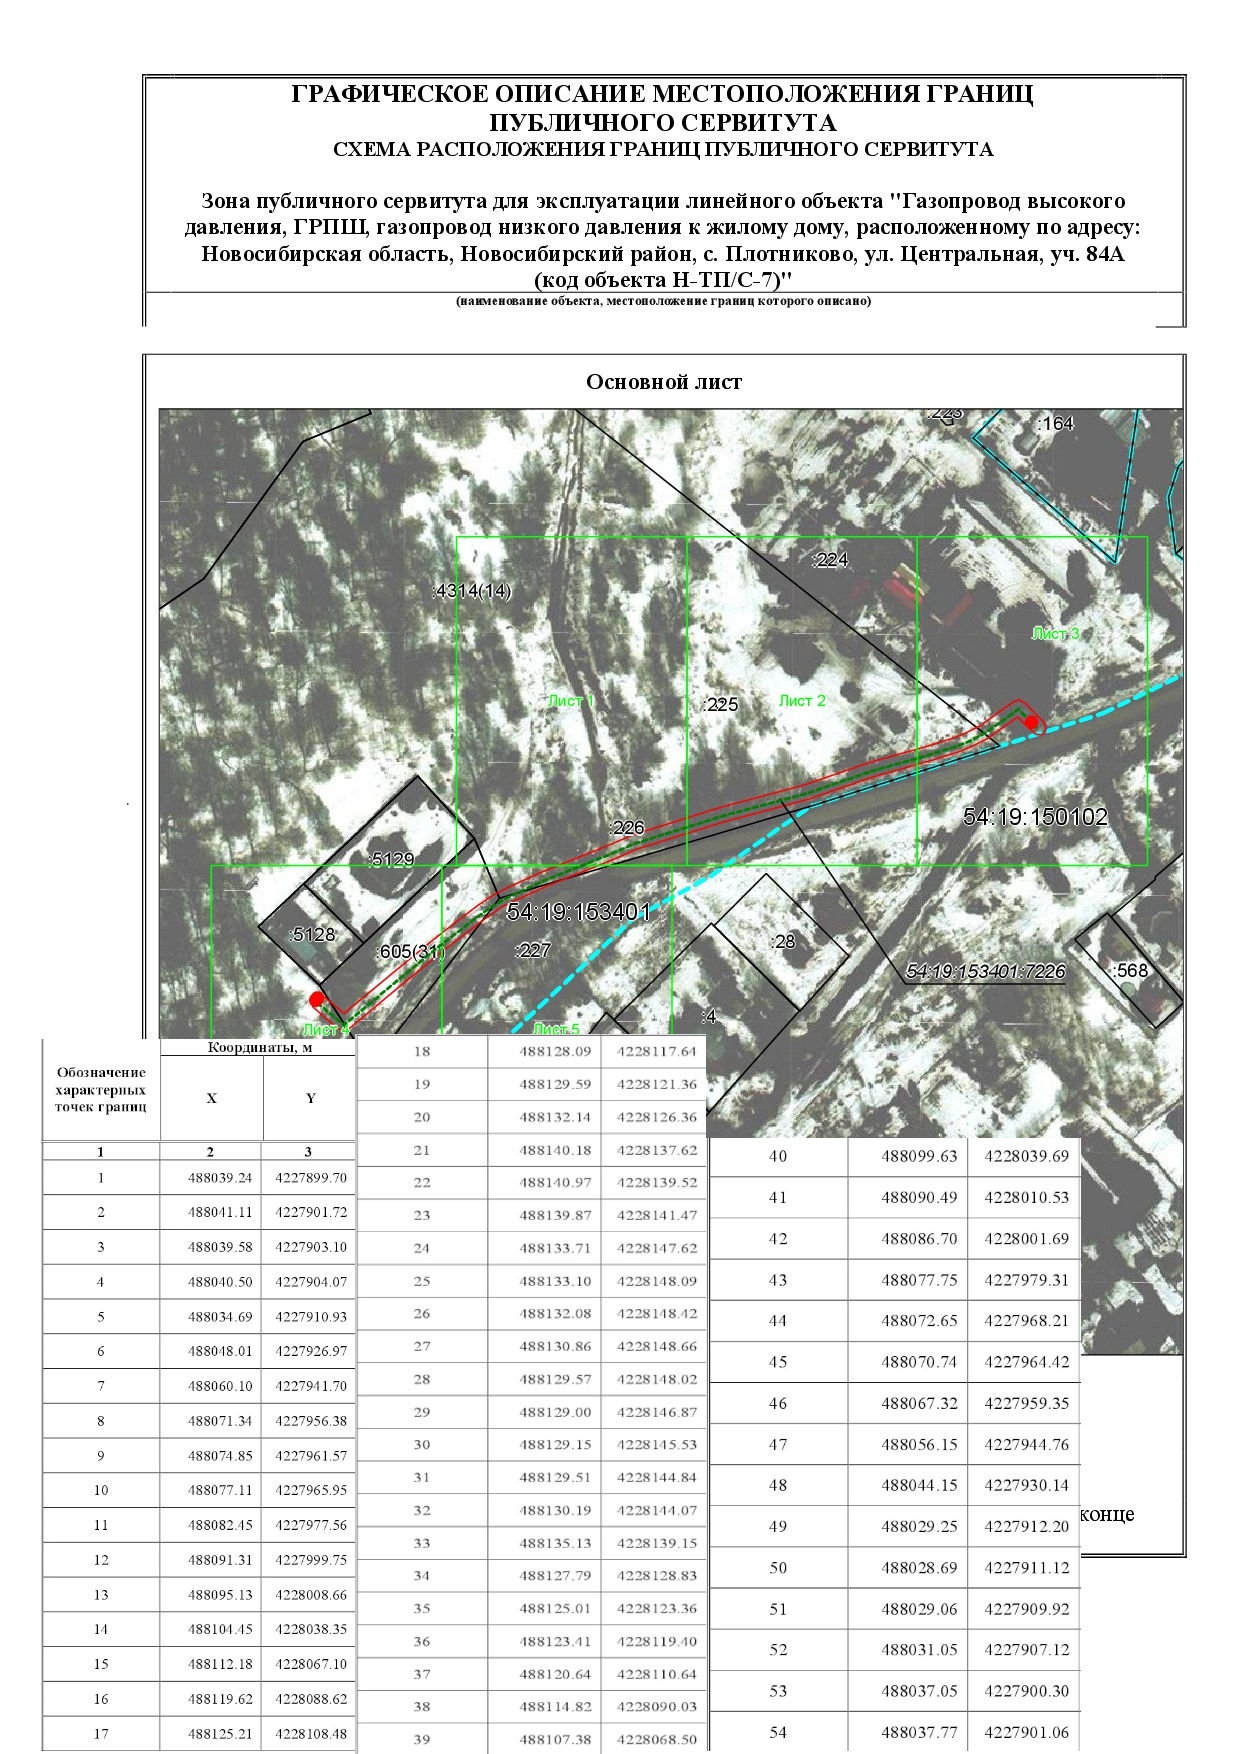 ГРАФИЧЕСКОЕ ОПИСАНИЕ МЕСТОПОЛОЖЕНИЯ ГРАНИЦ
ПУБЛИЧНОГО СЕРВИТУТА
СХЕМА РАСПОЛОЖЕНИЯ ГРАНИЦ ПУБЛИЧНОГО СЕРВИТУТА
Зона публичного сервитута для эксплуатации линейного объекта "Газопровод высокого
давления, ГРПШ, газопровод низкого давления к жилому дому, расположенному по адресу:
Новосибирская область, Новосибирский район, с. Плотниково, ул. Центральная, уч. 84А
(код объекта Н-ТП/С-7)"
(наименование объекта, местоположение границ которого описано)
Основной лист
:223
:164
:224
:4314(14)
Лист 3
Лист 1
:225
Лист 2
54:19:150102
:226
:5129
54:19:153401
:5128
:605(31)
:227
:28
54:19:153401:7226
:568
:4
Лист 4
Лист 5
Обозначение
характерных
точек границ
Координаты, м
X Y
1 2 3
1 488039.24 4227899.70
2 488041.11 4227901.72
3 488039.58 4227903.10
4 488040.50 4227904.07
5 488034.69 4227910.93
6 488048.01 4227926.97
7 488060.10 4227941.70
8 488071.34 4227956.38
9 488074.85 4227961.57
10 488077.11 4227965.95
11 488082.45 4227977.56
12 488091.31 4227999.75
13 488095.13 4228008.66
14 488104.45 4228038.35
15 488112.18 4228067.10
16 488119.62 4228088.62
17 488125.21 4228108.48
18 488128.09 4228117.64
19 488129.59 4228121.36
20 488132.14 4228126.36
21 488140.18 4228137.62
22 488140.97 4228139.52
23 488139.87 4228141.47
24 488133.71 4228147.62
25 488133.10 4228148.09
26 488132.08 4228148.42
27 488130.86 4228148.66
28 488129.57 4228148.02
29 488129.00 4228146.87
30 488129.15 4228145.53
31 488129.51 4228144.84
32 488130.19 4228144.07
33 488135.13 4228139.15
34 488127.79 4228128.83
35 488125.01 4228123.36
36 488123.41 4228119.40
37 488120.64 4228110.64
38 488114.82 4228090.03
39 488107.38 4228068.50
40 488099.63 4228039.69
41 488090.49 4228010.53
42 488086.70 4228001.69
43 488077.75 4227979.31
44 488072.65 4227968.21
45 488070.74 4227964.42
46 488067.32 4227959.35
47 488056.15 4227944.76
48 488044.15 4227930.14
49 488029.25 4227912.20
50 488028.69 4227911.12
51 488029.06 4227909.92
52 488031.05 4227907.12
53 488037.05 4227900.30
54 488037.77 4227901.06
конце